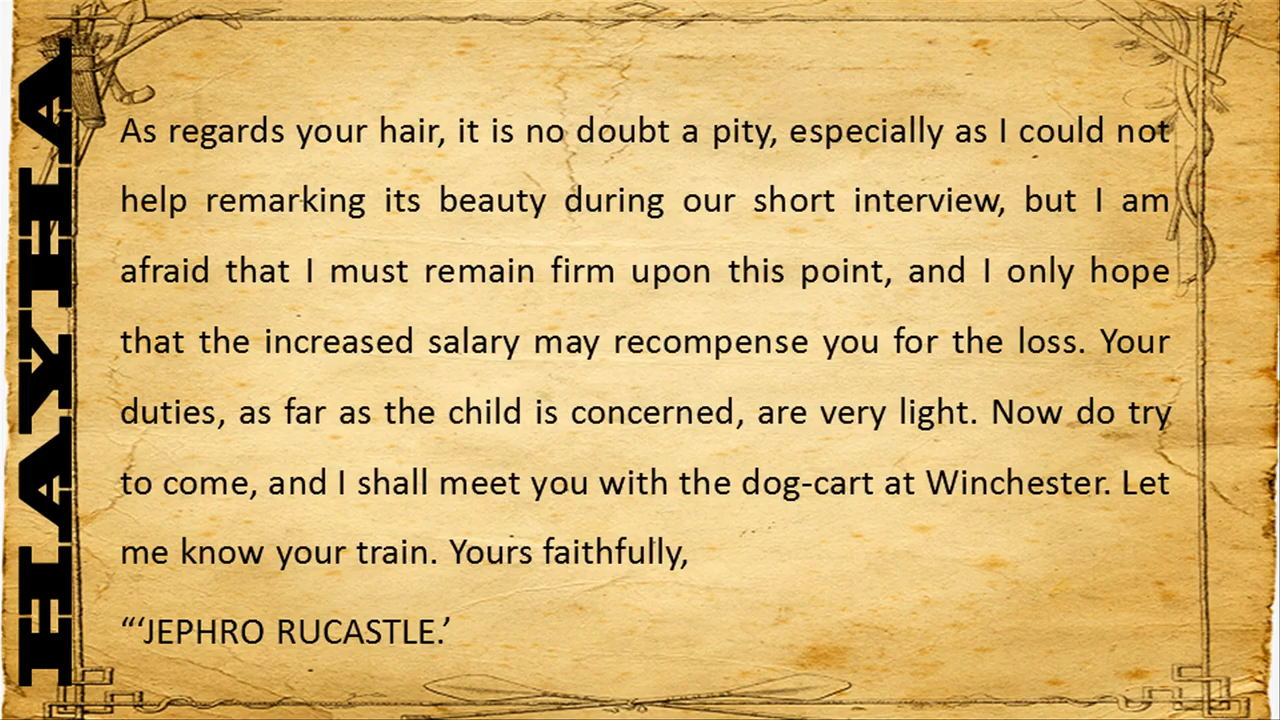 HAYHA
As regards your hair, it is no doubt a pity, especially as I could not
help remarking its beauty during our short interview, but I am
afraid that I must remain firm upon this point, and I only hope
that the increased salary may recompense you for the loss. Your
duties, as far as the child is concerned, are very light. Now do try
to come, and I shall meet you with the dog-cart at Winchester. Let
me know your train. Yours faithfully,
“‘JEPHRO RUCASTLE.’